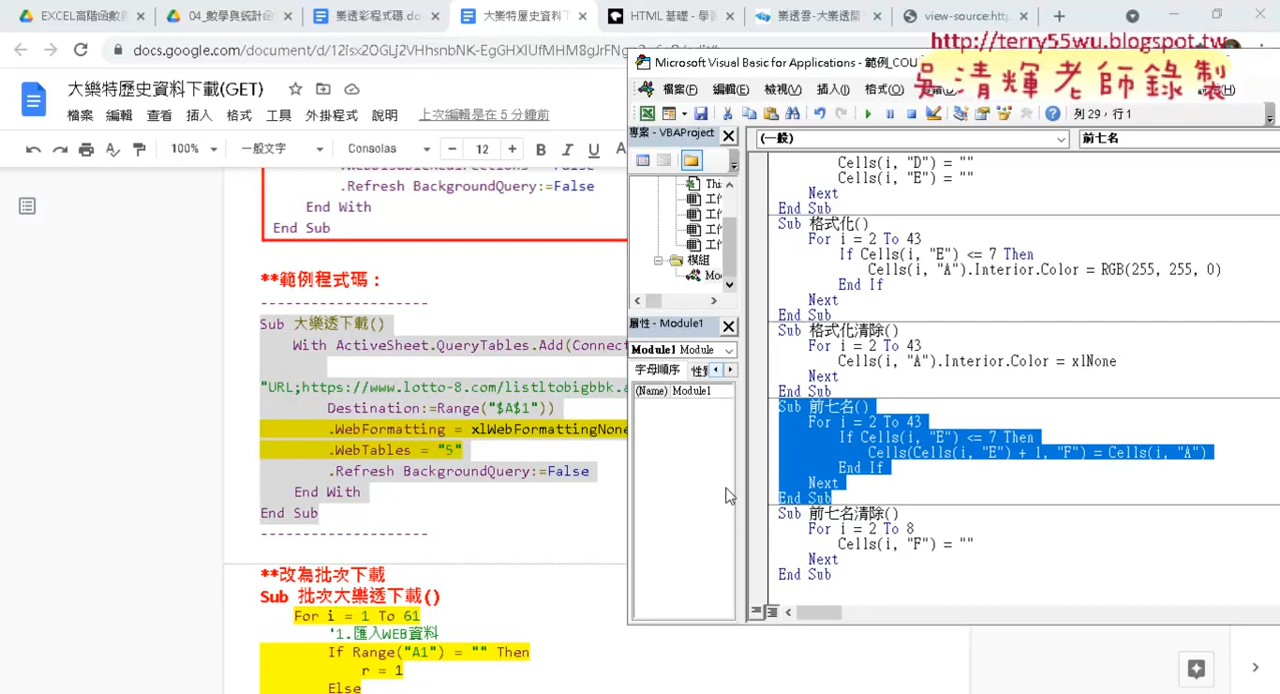 EXCEL高階函數
04_數學與統計
樂透彩程式碼.do
大樂特歷史資料
HTML 基礎 - 學
樂透雲-大樂透開
view-source:htt
docs.google.com/document/d/12isx2OGLj2VHhsnbNK-EgGHXlUfMHM8gJrFN
http://terry55wu.blogspot.tw
吳清輝老師錄製
大樂特歷史資料下載(GET)
檔案 編輯 查看 插入 格式 工具 外掛程式 說明 上次編輯是在 5 分鐘前
100% 一般文字 Consolas 12 B I U A
.Refresh BackgroundQuery:=False
End With
End Sub
**範例程式碼：
--------------------
Sub 大樂透下載()
With ActiveSheet.QueryTables.Add(Connect
"URL;https://www.lotto-8.com/listltobigbbk.a
Destination:=Range("$A$1"))
.WebFormatting = xlWebFormattingNone
.WebTables = "5"
.Refresh BackgroundQuery:=False
End With
End Sub
--------------------
**改為批次下載
Sub 批次大樂透下載()
For i = 1 To 61
'1.匯入WEB資料
If Range("A1") = "" Then
r = 1
Else
Microsoft Visual Basic for Applications - 範例_COU
檔案(F) 編輯(E) 檢視(V) 插入(I) 格式(O)
列 29，行 1
專案 - VBAProject
Thi
工作
工作
工作
工作
模組
Mo
屬性 - Module1
Module1 Module
字母順序 性質
(Name) Module1
(一般) 前七名
Cells(i, "D") = ""
Cells(i, "E") = ""
Next
End Sub
Sub 格式化()
For i = 2 To 43
If Cells(i, "E") <= 7 Then
Cells(i, "A").Interior.Color = RGB(255, 255, 0)
End If
Next
End Sub
Sub 格式化清除()
For i = 2 To 43
Cells(i, "A").Interior.Color = xlNone
Next
End Sub
Sub 前七名()
For i = 2 To 43
If Cells(i, "E") <= 7 Then
Cells(Cells(i, "E") + 1, "F") = Cells(i, "A")
End If
Next
End Sub
Sub 前七名清除()
For i = 2 To 8
Cells(i, "F") = ""
Next
End Sub